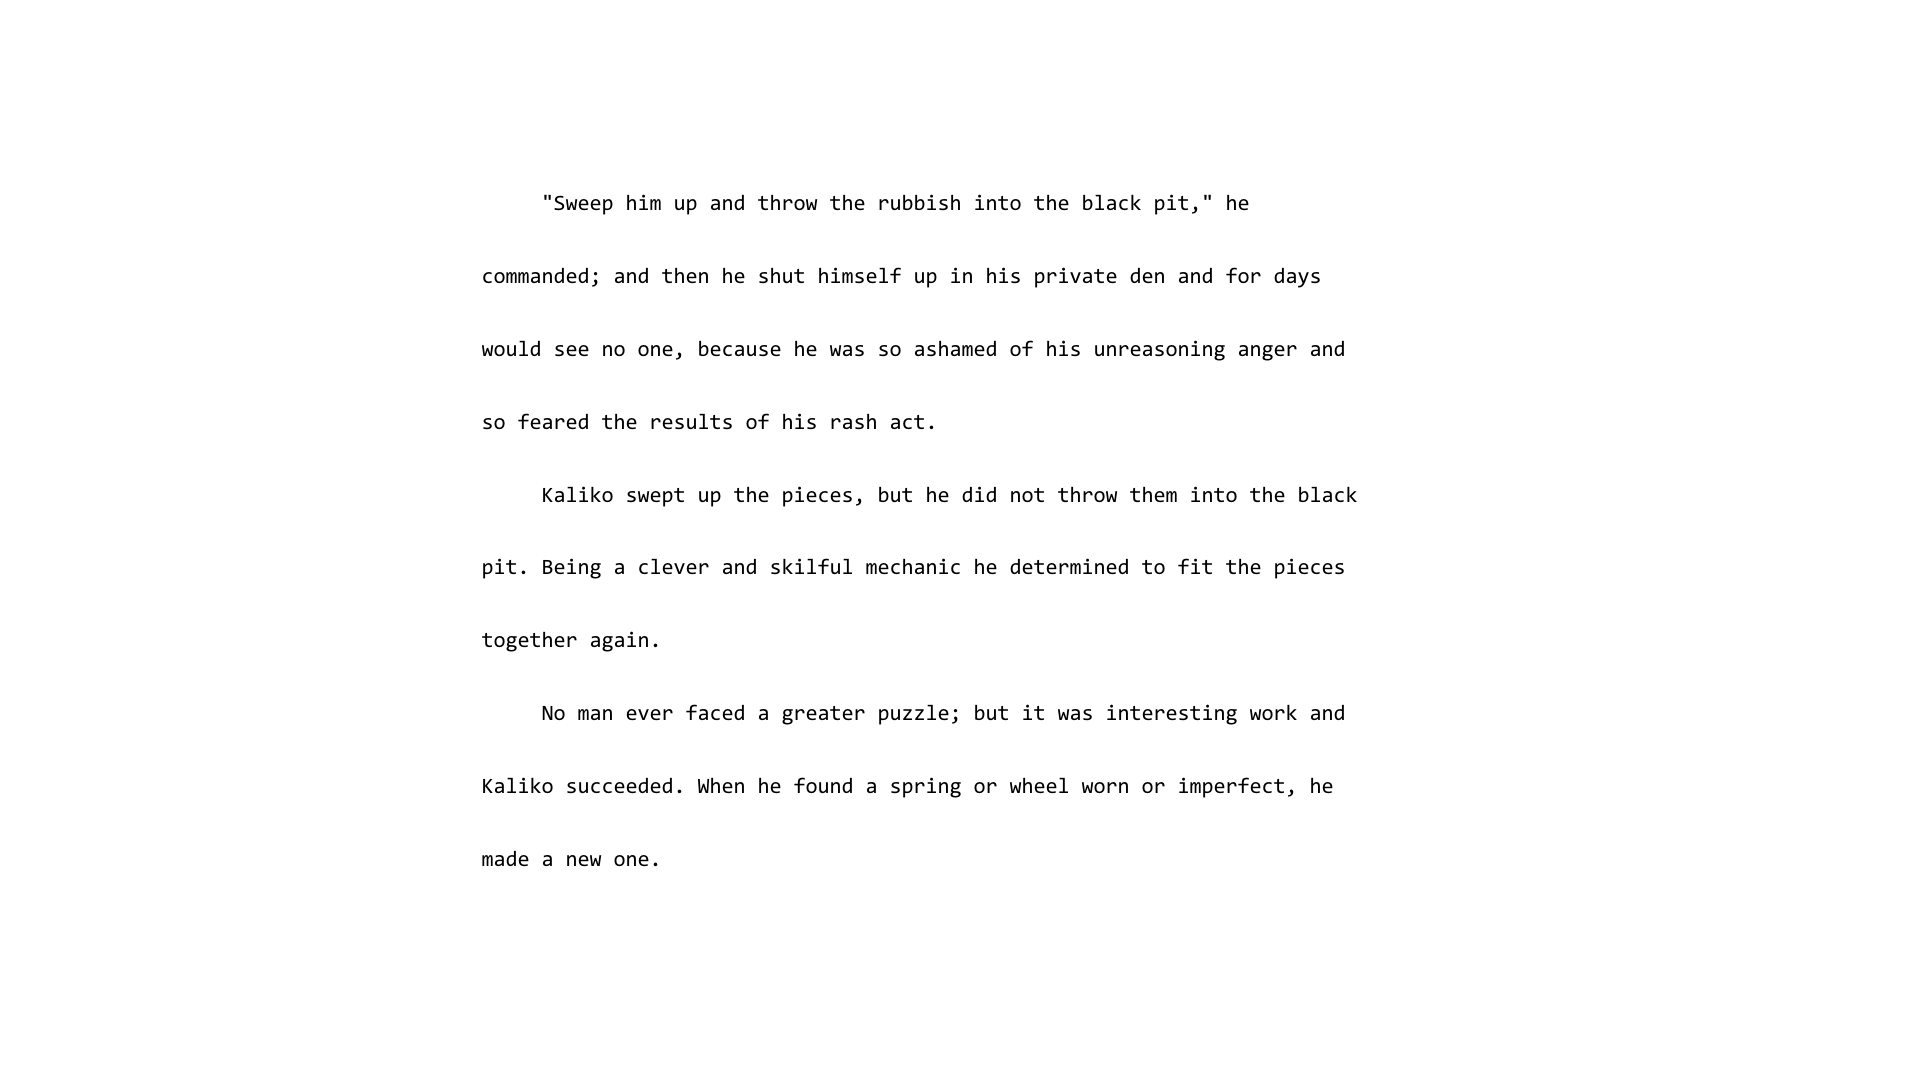 "Sweep him up and throw the rubbish into the black pit," he
commanded; and then he shut himself up in his private den and for days
would see no one, because he was so ashamed of his unreasoning anger and
so feared the results of his rash act.
Kaliko swept up the pieces, but he did not throw them into the black
pit. Being a clever and skilful mechanic he determined to fit the pieces
together again.
No man ever faced a greater puzzle; but it was interesting work and
Kaliko succeeded. When he found a spring or wheel worn or imperfect, he
made a new one.